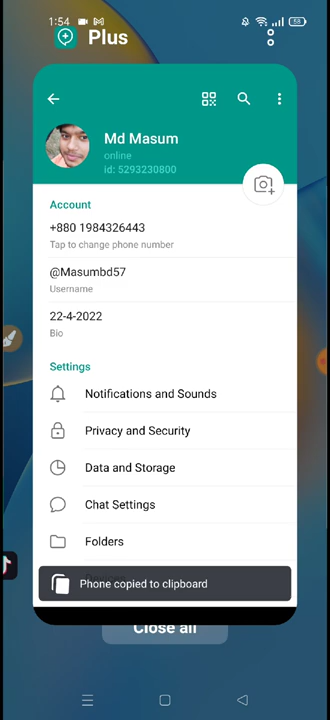 1:54
53
Plus
Md Masum
online
id: 5293230800
Account
+880 1984326443
Tap to change phone number
@Masumbd57
Username
22-4-2022
Bio
Settings
Notifications and Sounds
Privacy and Security
Data and Storage
Chat Settings
Folders
Phone copied to clipboard
Close all